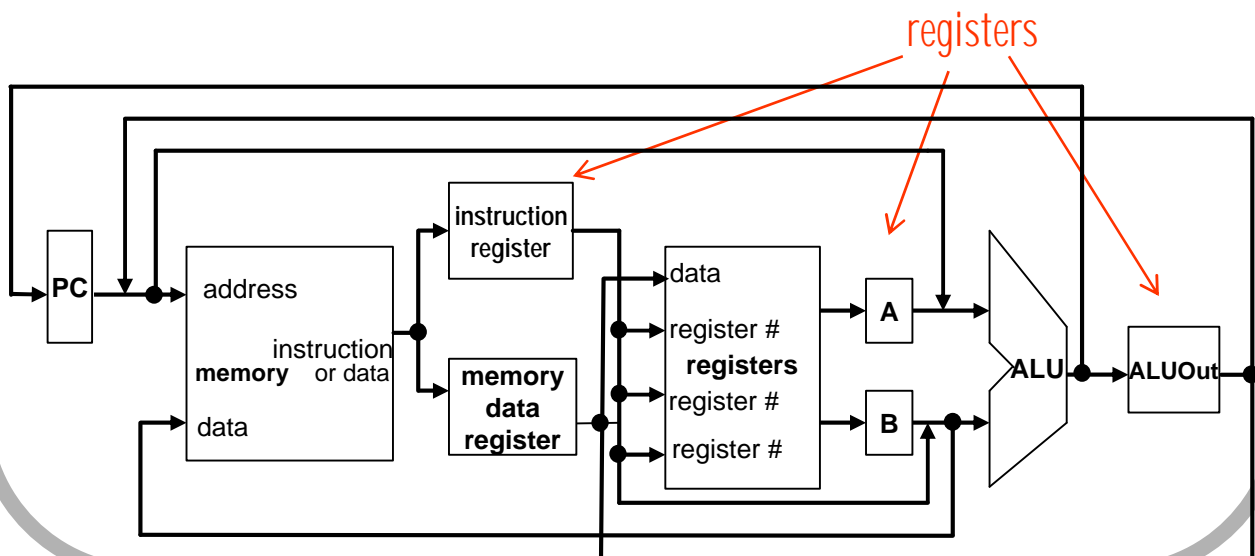 registers
instruction
register
PC
address
instruction
or data
memory
data
memory
data
register
data
register #
registers
register #
register #
A
B
ALU
ALUOut